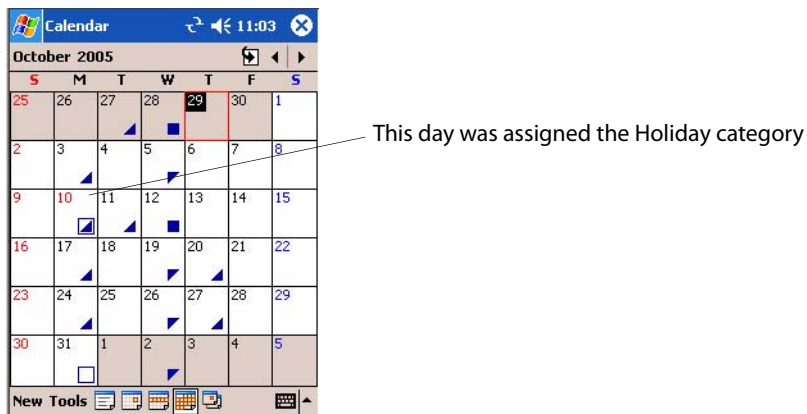 Calendar 11:03
October 2005
S M T W T F S
25 26 27 28 29 30 1
This day was assigned the Holiday category
2 3 4 5 6 7 8
9 10 11 12 13 14 15
16 17 18 19 20 21 22
23 24 25 26 27 28 29
30 31 1 2 3 4 5
New Tools